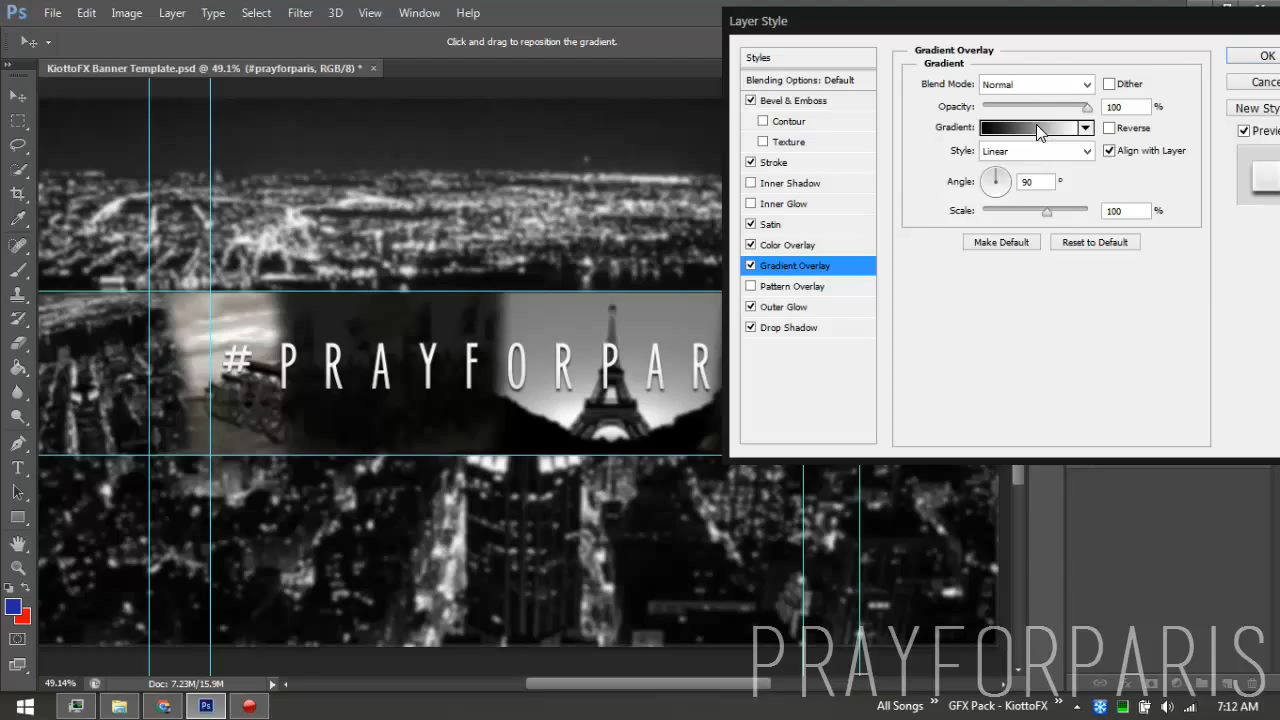 Ps File Edit Image Layer Type Select Filter 3D View Window Help
Layer Style
Click and drag to reposition the gradient.
KiottoFX Banner Template.psd @ 49.1% (#prayforparis, RGB/8) * ×
Styles
Blending Options: Default
Bevel & Emboss
Contour
Texture
Stroke
Inner Shadow
Inner Glow
Satin
Color Overlay
Gradient Overlay
Pattern Overlay
Outer Glow
Drop Shadow
Gradient Overlay
Gradient
Blend Mode: Normal Dither
Opacity: 100 %
Gradient: Reverse
Style: Linear Align with Layer
Angle: 90 °
Scale: 100 %
Make Default Reset to Default
OK
Cance
New Sty
Previe
# P R A Y F O R P A R
PRAYFORPARIS
49.14% Doc: 7.23M/15.9M
All Songs » GFX Pack - KiottoFX » 7:12 AM